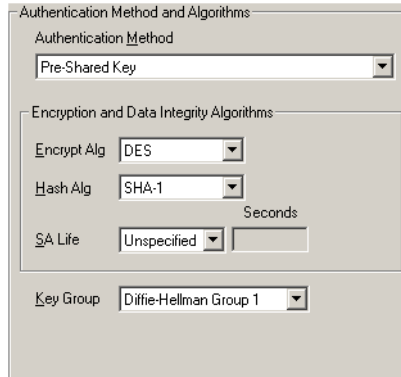 Authentication Method and Algorithms
Authentication Method
Pre-Shared Key
Encryption and Data Integrity Algorithms
Encrypt Alg DES
Hash Alg SHA-1
Seconds
SA Life Unspecified
Key Group Diffie-Hellman Group 1